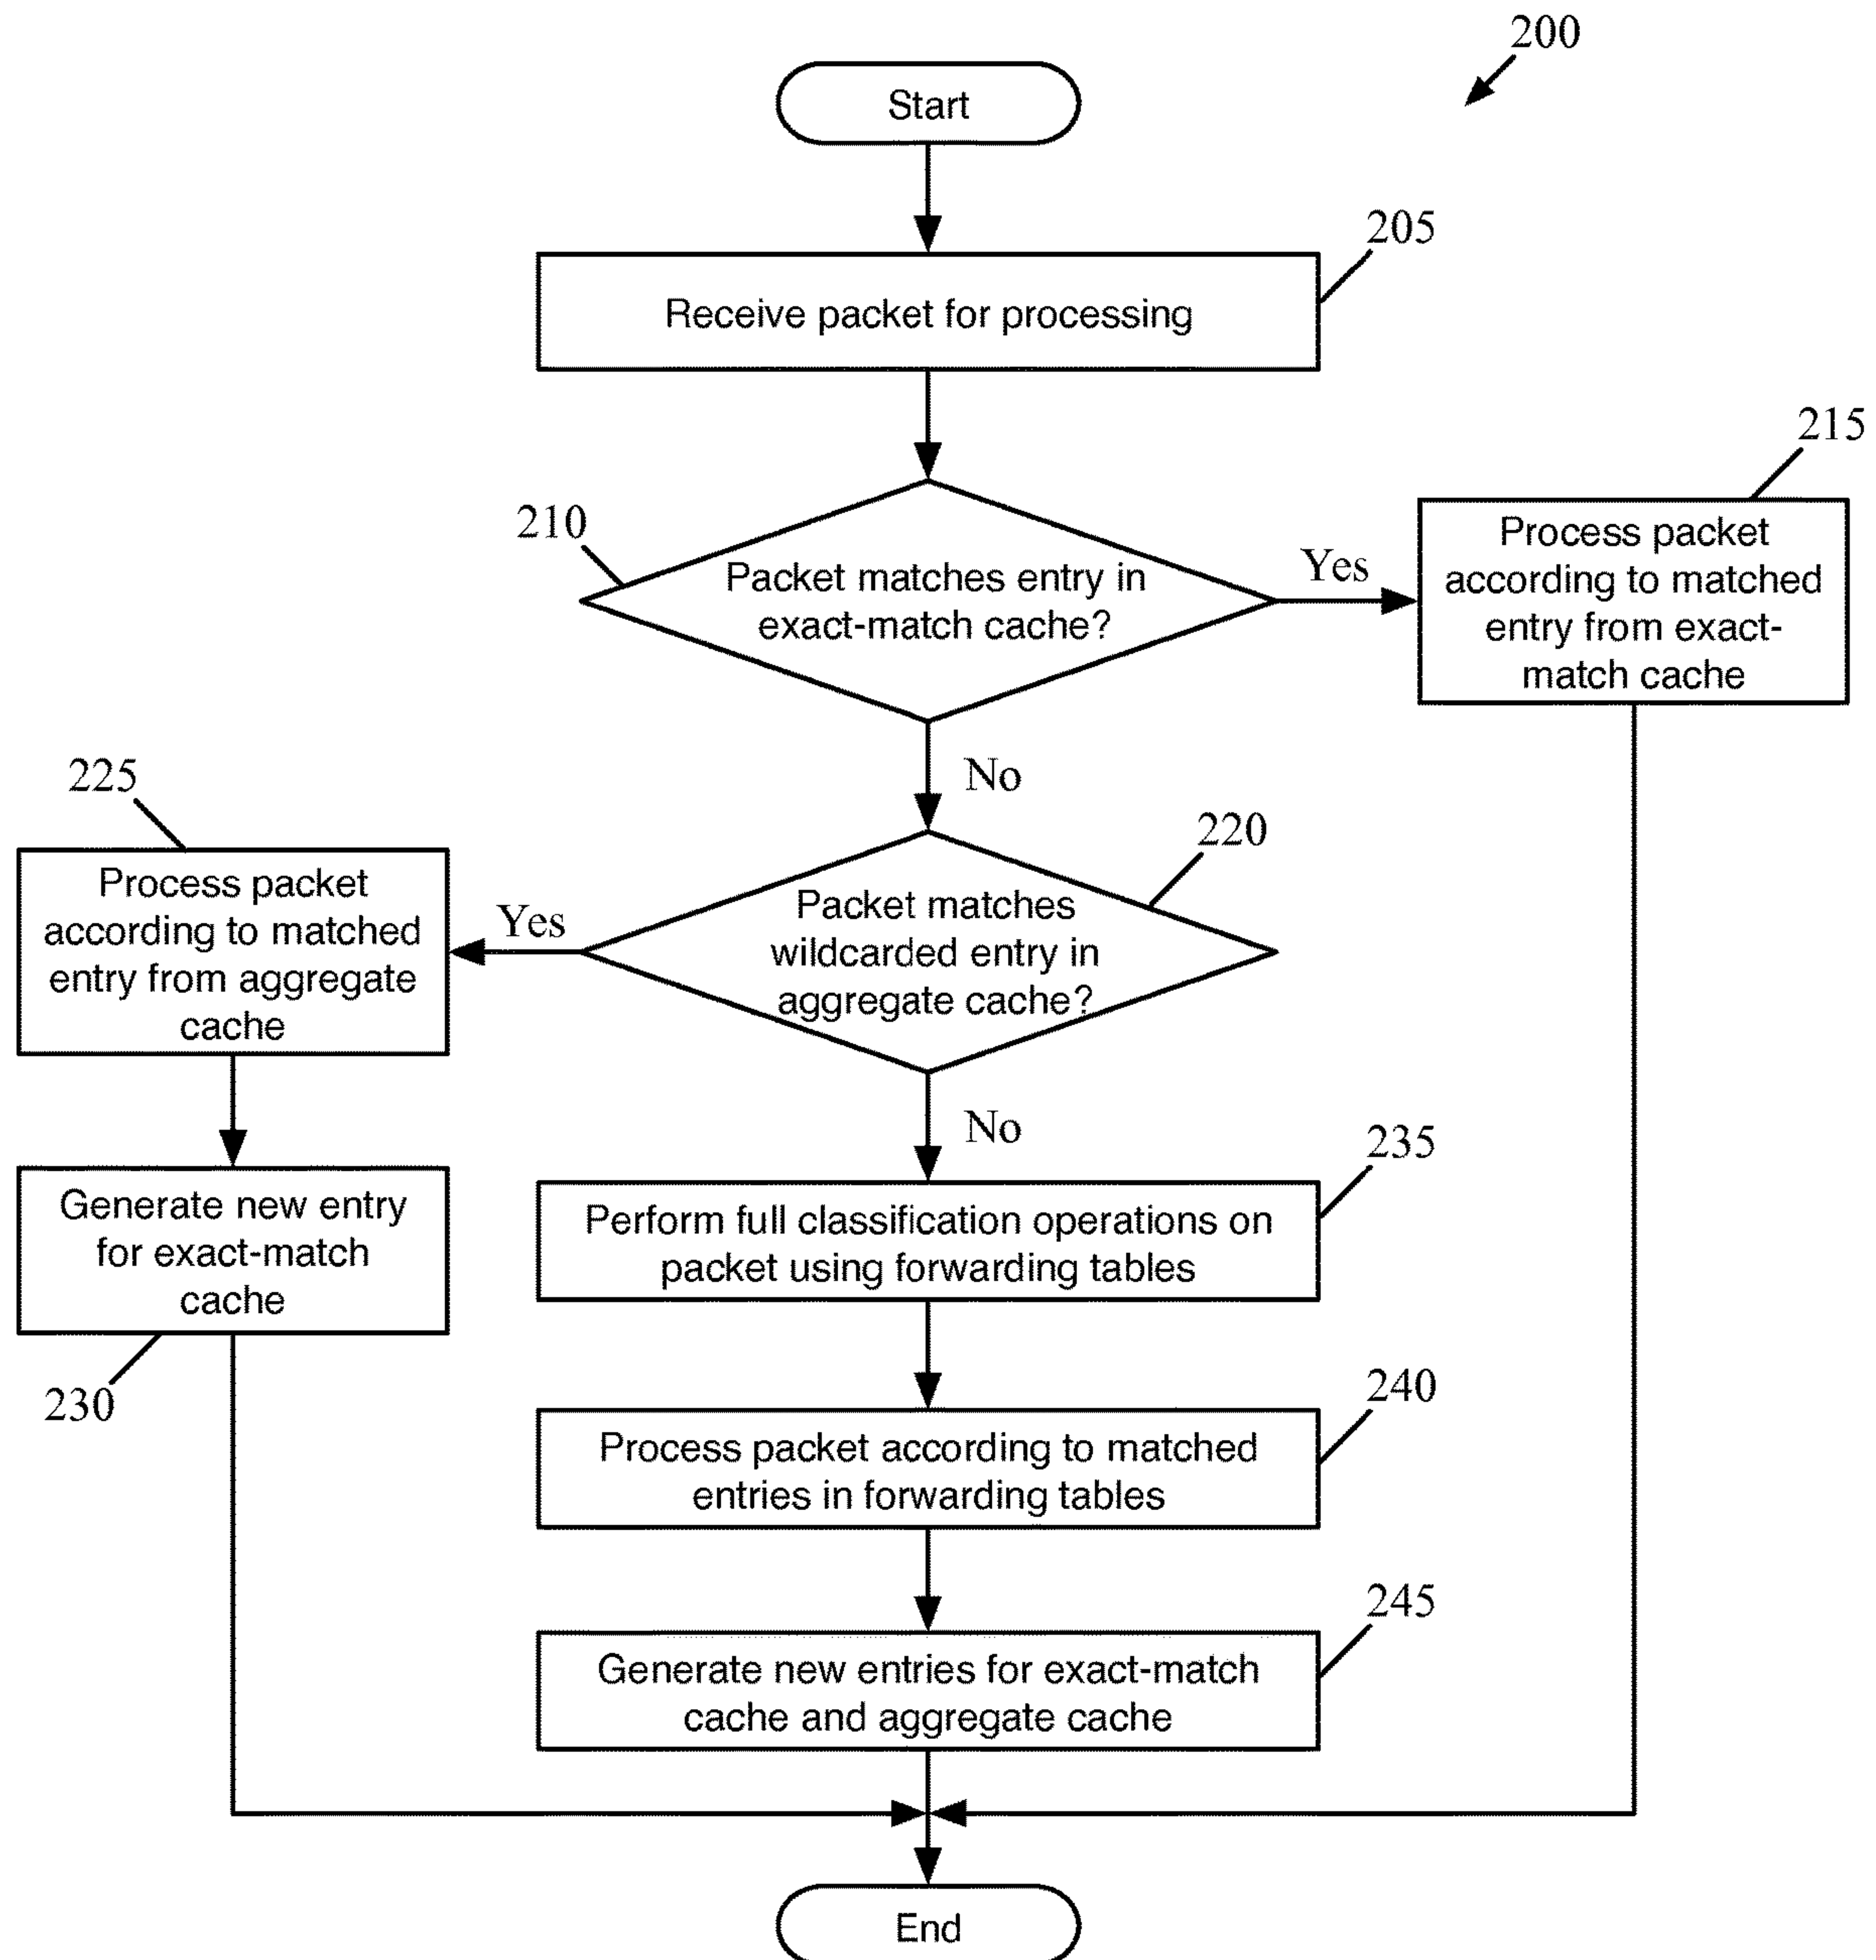 200
Start
205
Receive packet for processing
215
210
Packet matches entry in
exact-match cache?
Yes
Process packet
according to matched
entry from exact-
match cache
No
225
220
Process packet
according to matched
entry from aggregate
cache
Yes
Packet matches
wildcarded entry in
aggregate cache?
No
235
Generate new entry
for exact-match
cache
230
Perform full classification operations on
packet using forwarding tables
240
Process packet according to matched
entries in forwarding tables
245
Generate new entries for exact-match
cache and aggregate cache
End